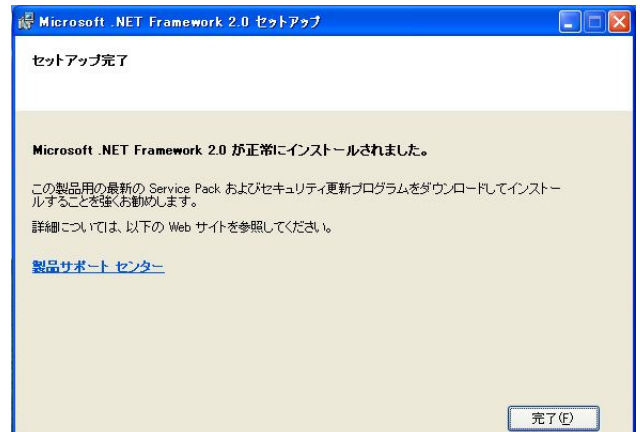 Microsoft .NET Framework 2.0 セットアップ
セットアップ完了
Microsoft .NET Framework 2.0 が正常にインストールされました。
この製品用の最新の Service Pack およびセキュリティ更新プログラムをダウンロードしてインストー
ルすることを強くお勧めします。
詳細については、以下の Web サイトを参照してください。
製品サポート センター
完了(F)